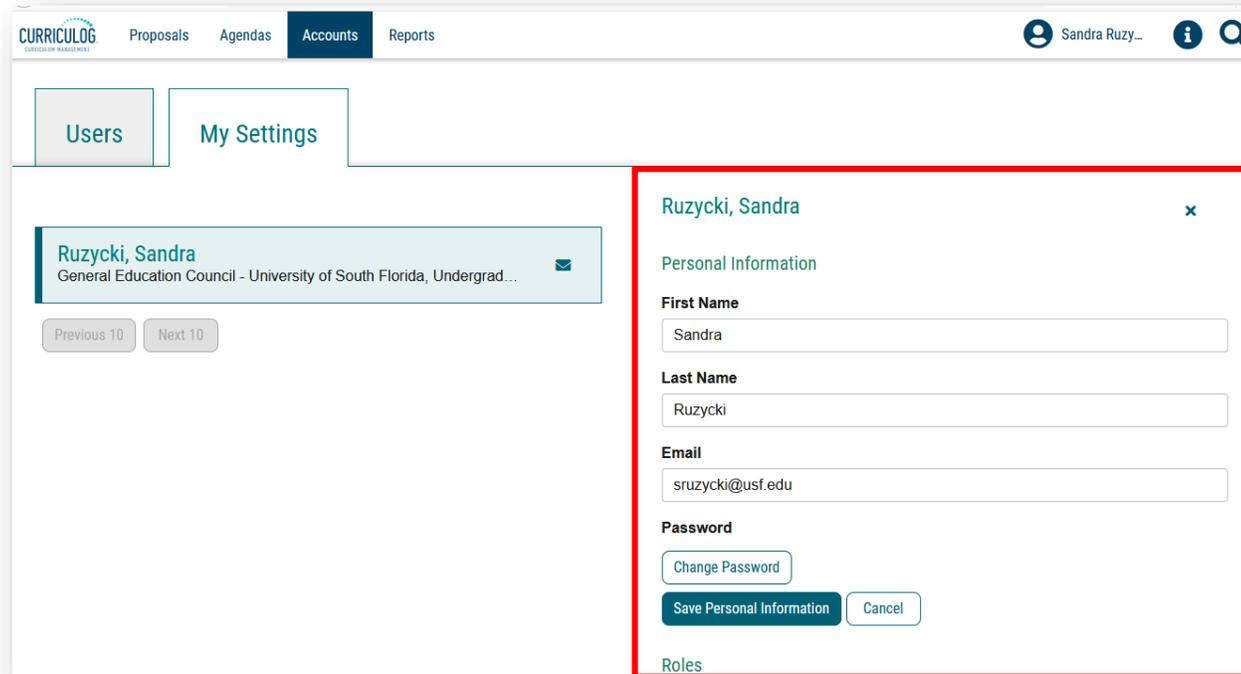 CURRICULOG
CURRICULUM MANAGEMENT
Proposals
Agendas
Accounts
Reports
Sandra Ruzy...
i
Users
My Settings
Ruzycki, Sandra
General Education Council - University of South Florida, Undergrad...
Previous 10
Next 10
Ruzycki, Sandra
Personal Information
First Name
Sandra
Last Name
Ruzycki
Email
sruzycki@usf.edu
Password
Change Password
Save Personal Information
Cancel
Roles